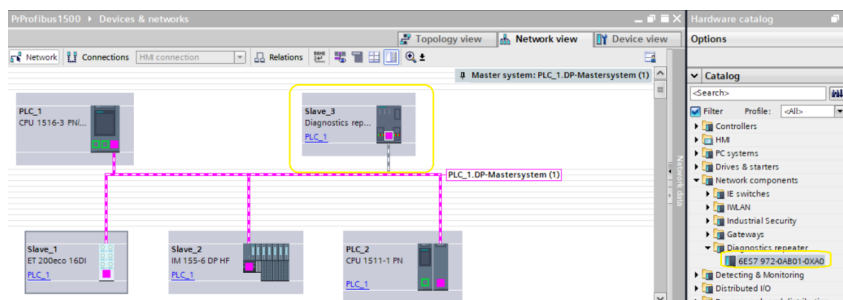 PrProfibus1500 ▸ Devices & networks
Hardware catalog
Topology view
Network view
Device view
Options
Network
Connections
HMI connection
Relations
Master system: PLC_1.DP-Mastersystem (1)
Catalog
<Search>
Filter
Profile:
<All>
PLC_1
CPU 1516-3 PN/...
Slave_3
Diagnostics rep...
PLC_1
PLC_1.DP-Mastersystem (1)
Slave_1
ET 200eco 16DI
PLC_1
Slave_2
IM 155-6 DP HF
PLC_1
PLC_2
CPU 1511-1 PN
PLC_1
Network data
Controllers
HMI
PC systems
Drives & starters
Network components
IE switches
IWLAN
Industrial Security
Gateways
Diagnostics repeater
6ES7 972-0AB01-0XA0
Detecting & Monitoring
Distributed I/O